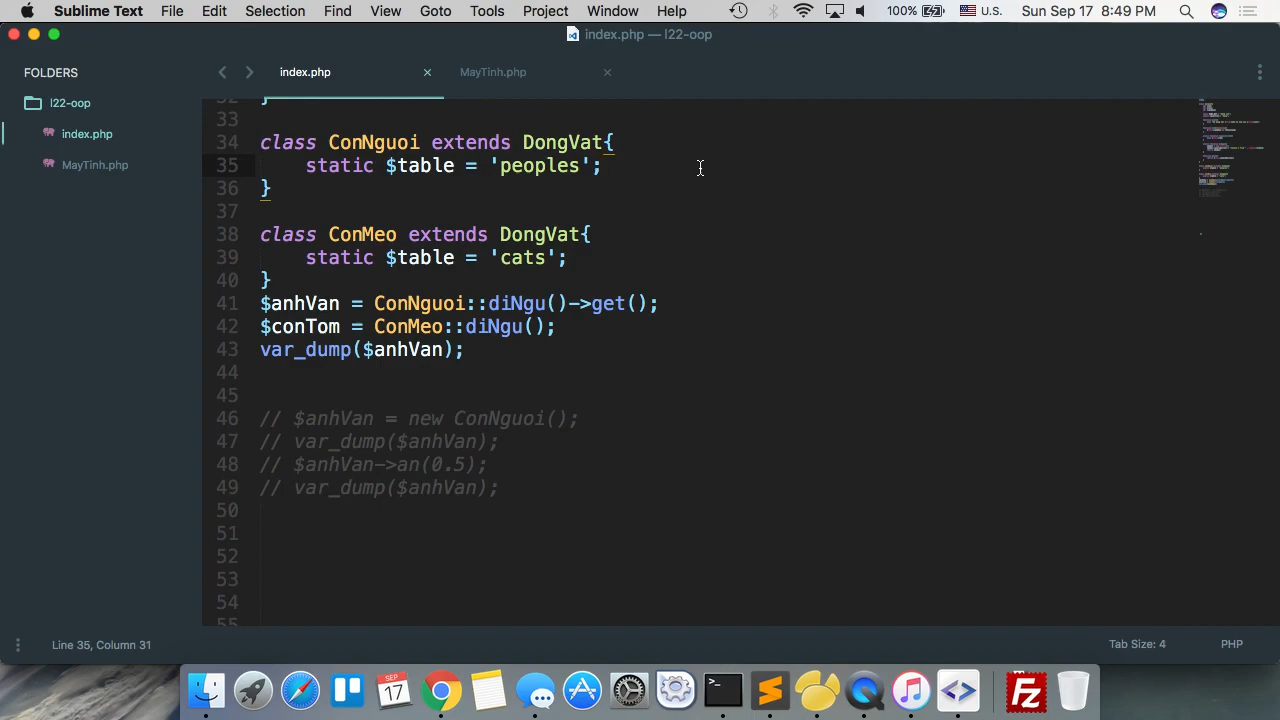 Sublime Text File Edit Selection Find View Goto Tools Project Window Help 100% U.S. Sun Sep 17 8:49 PM
index.php — l22-oop
FOLDERS
l22-oop
index.php
MayTinh.php
index.php × MayTinh.php ×
32 }
33
34 class ConNguoi extends DongVat{
35 static $table = 'peoples';
36 }
37
38 class ConMeo extends DongVat{
39 static $table = 'cats';
40 }
41 $anhVan = ConNguoi::diNgu()->get();
42 $conTom = ConMeo::diNgu();
43 var_dump($anhVan);
44
45
46 // $anhVan = new ConNguoi();
47 // var_dump($anhVan);
48 // $anhVan->an(0.5);
49 // var_dump($anhVan);
50
51
52
53
54
55
Line 35, Column 31 Tab Size: 4 PHP
SEP
17
>_
Fz